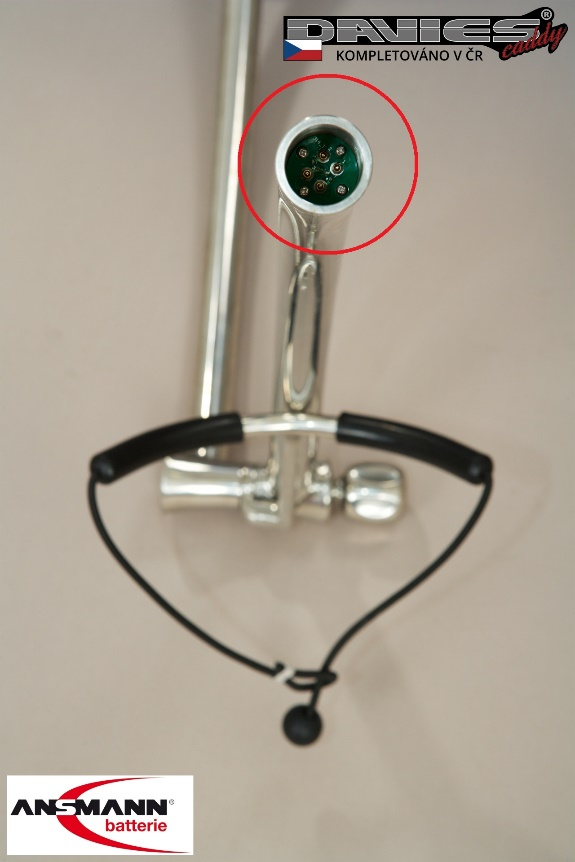 DAVIES®
caddy
KOMPLETOVÁNO V ČR
ANSMANN®
batterie